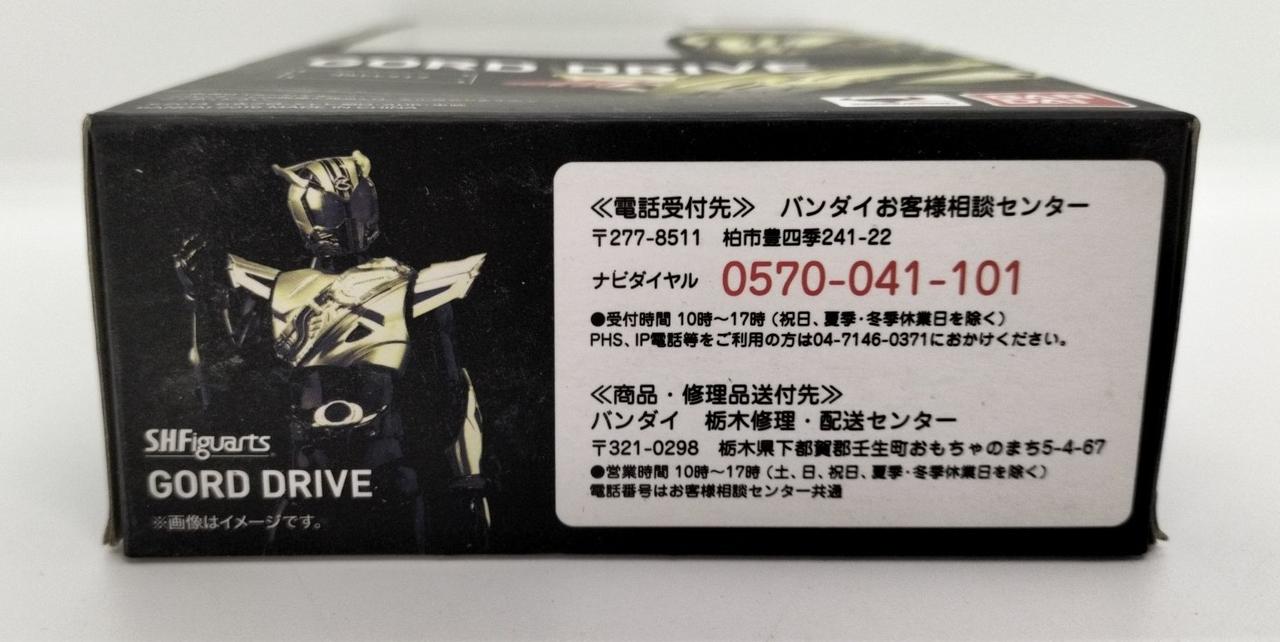 GORD DRIVE
SHFiguarts
GORD DRIVE
※画像はイメージです。
≪電話受付先≫ バンダイお客様相談センター
〒277-8511 柏市豊四季241-22
ナビダイヤル 0570-041-101
●受付時間 10時〜17時（祝日、夏季・冬季休業日を除く）
PHS、IP電話等をご利用の方は04-7146-0371におかけください。
≪商品・修理品送付先≫
バンダイ 栃木修理・配送センター
〒321-0298 栃木県下都賀郡壬生町おもちゃのまち5-4-67
●営業時間 10時〜17時（土、日、祝日、夏季・冬季休業日を除く）
電話番号はお客様相談センター共通